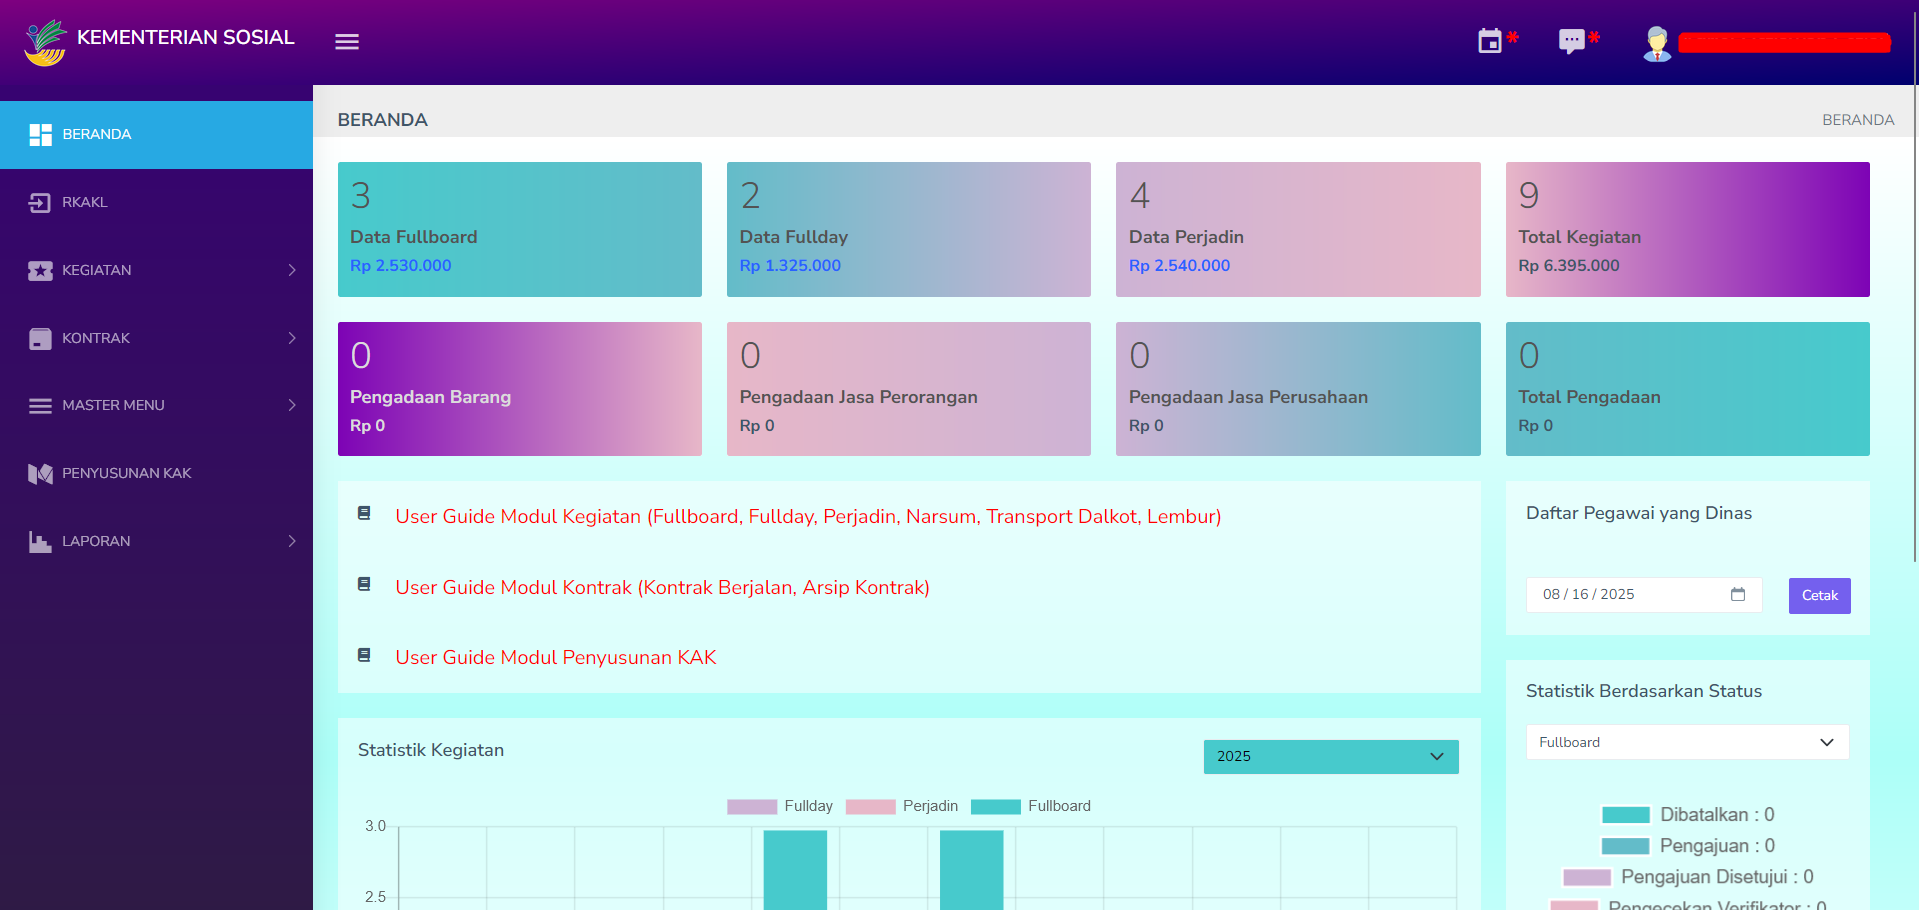 KEMENTERIAN SOSIAL
BERANDA
RKAKL
KEGIATAN
KONTRAK
MASTER MENU
PENYUSUNAN KAK
LAPORAN
BERANDA
BERANDA
3
Data Fullboard
Rp 2.530.000
2
Data Fullday
Rp 1.325.000
4
Data Perjadin
Rp 2.540.000
9
Total Kegiatan
Rp 6.395.000
0
Pengadaan Barang
Rp 0
0
Pengadaan Jasa Perorangan
Rp 0
0
Pengadaan Jasa Perusahaan
Rp 0
0
Total Pengadaan
Rp 0
User Guide Modul Kegiatan (Fullboard, Fullday, Perjadin, Narsum, Transport Dalkot, Lembur)
User Guide Modul Kontrak (Kontrak Berjalan, Arsip Kontrak)
User Guide Modul Penyusunan KAK
Daftar Pegawai yang Dinas
08 / 16 / 2025
Cetak
Statistik Kegiatan
2025
Fullday
Perjadin
Fullboard
3.0
2.5
Statistik Berdasarkan Status
Fullboard
Dibatalkan : 0
Pengajuan : 0
Pengajuan Disetujui : 0
Pengecekan Verifikator : 0